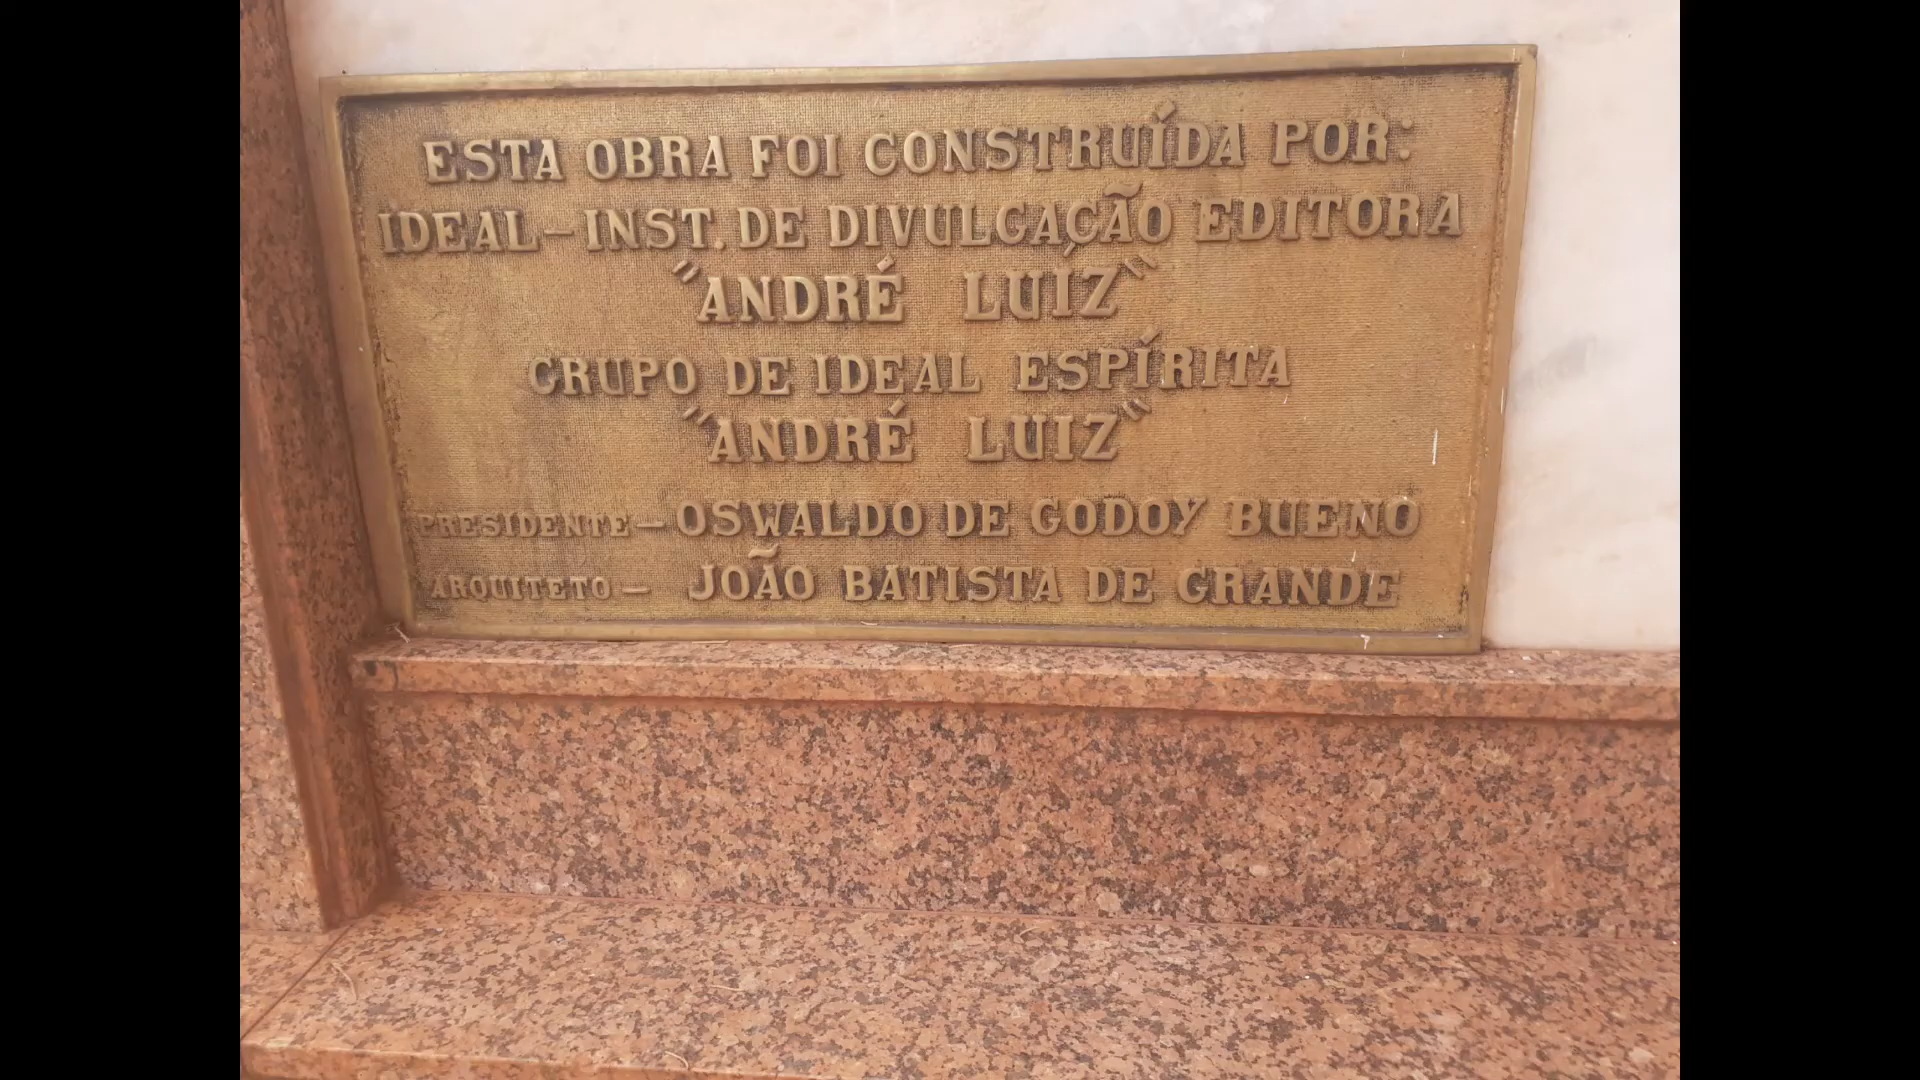 ESTA OBRA FOI CONSTRUÍDA POR:
IDEAL - INST. DE DIVULGAÇÃO EDITORA
"ANDRÉ LUÍZ"
GRUPO DE IDEAL ESPÍRITA
"ANDRÉ LUIZ"
PRESIDENTE - OSWALDO DE GODOY BUENO
ARQUITETO - JOÃO BATISTA DE GRANDE